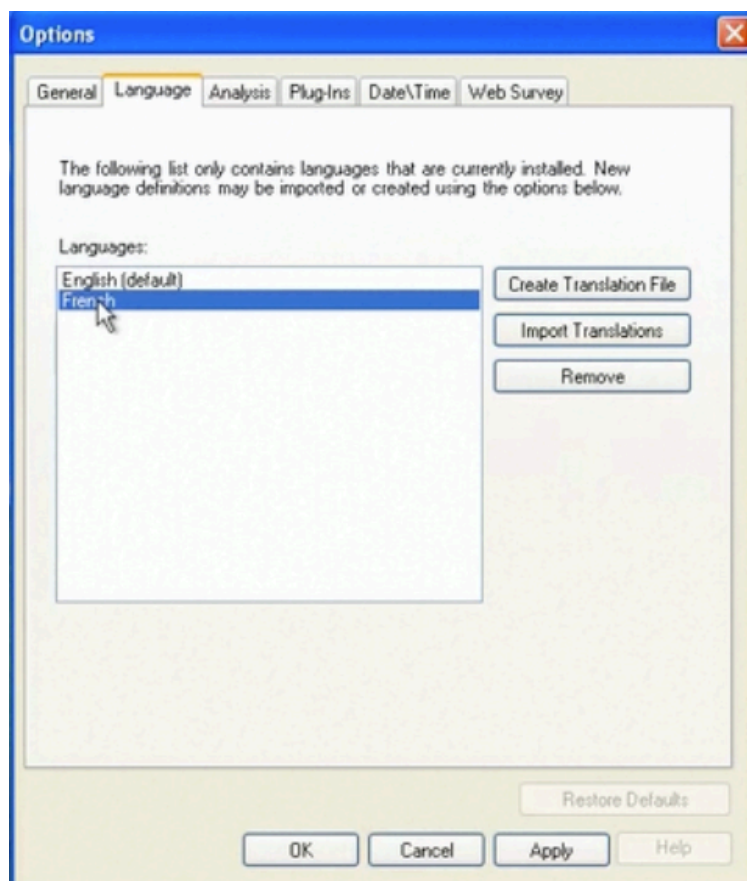 Options
General Language Analysis Plug-Ins Date\Time Web Survey
The following list only contains languages that are currently installed. New
language definitions may be imported or created using the options below.
Languages:
English (default)
French
Create Translation File
Import Translations
Remove
Restore Defaults
OK Cancel Apply Help